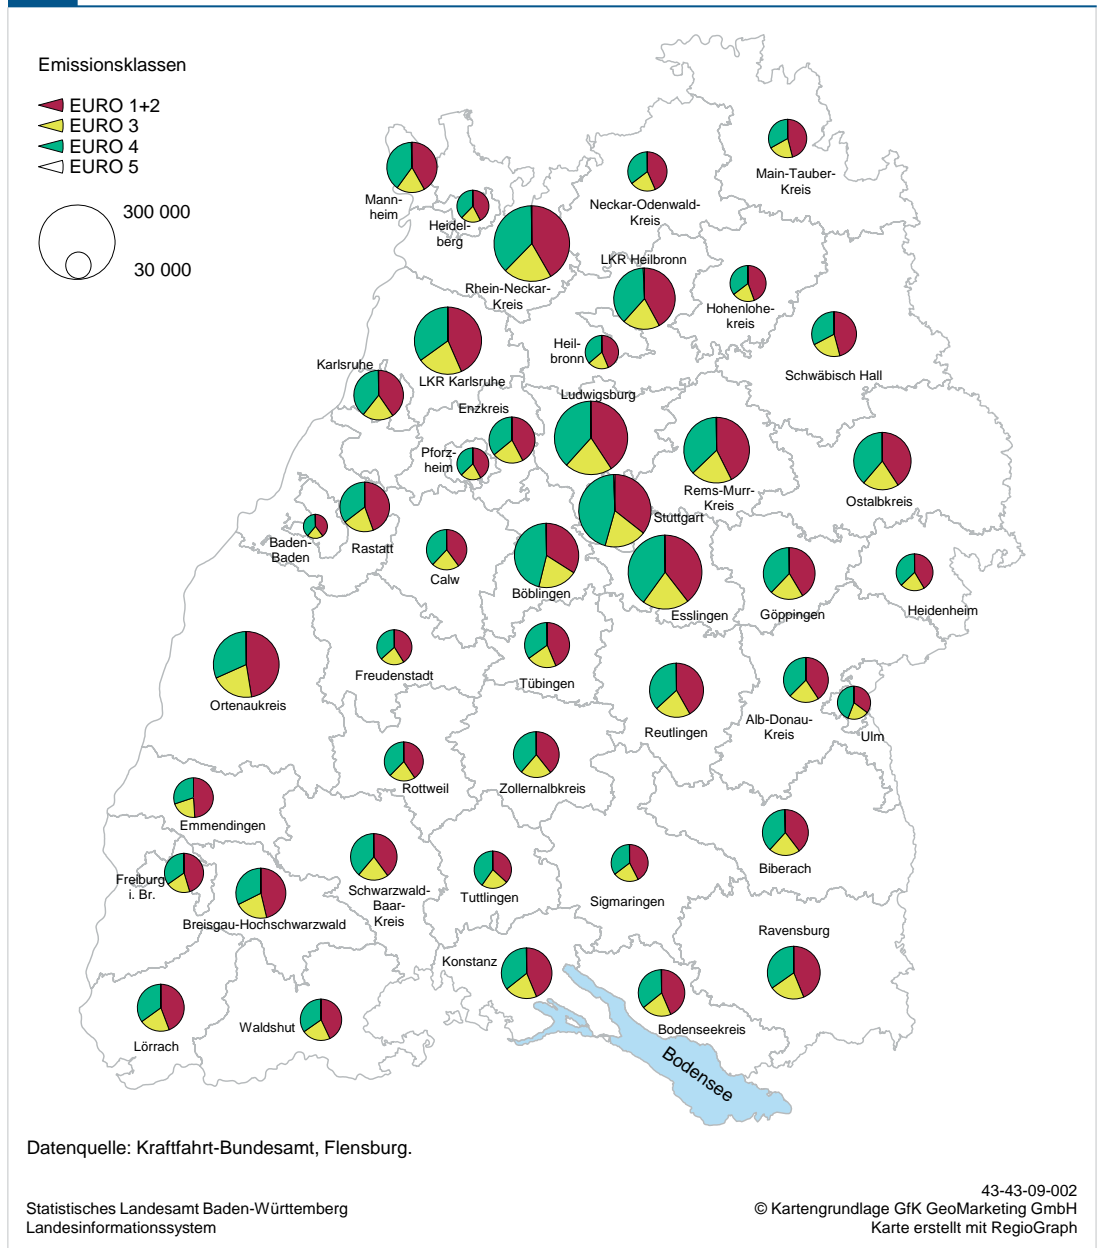 Emissionsklassen
EURO 1+2
EURO 3
EURO 4
EURO 5
300 000
30 000
Main-Tauber-
Kreis
Mann-
heim
Neckar-Odenwald-
Kreis
Heidel-
berg
LKR Heilbronn
Rhein-Neckar-
Kreis
Hohenlohe-
kreis
Heil-
bronn
Schwäbisch Hall
Karlsruhe
LKR Karlsruhe
Ludwigsburg
Enzkreis
Pforz-
heim
Rems-Murr-
Kreis
Ostalbkreis
Stuttgart
Baden-
Baden
Rastatt
Calw
Böblingen
Esslingen
Göppingen
Heidenheim
Freudenstadt
Tübingen
Ortenaukreis
Reutlingen
Alb-Donau-
Kreis
Ulm
Rottweil
Zollernalbkreis
Emmendingen
Biberach
Freiburg
i. Br.
Schwarzwald-
Baar-
Kreis
Tuttlingen
Sigmaringen
Breisgau-Hochschwarzwald
Ravensburg
Konstanz
Waldshut
Bodenseekreis
Lörrach
Bodensee
Datenquelle: Kraftfahrt-Bundesamt, Flensburg.
43-43-09-002
Statistisches Landesamt Baden-Württemberg
Landesinformationssystem
© Kartengrundlage GfK GeoMarketing GmbH
Karte erstellt mit RegioGraph